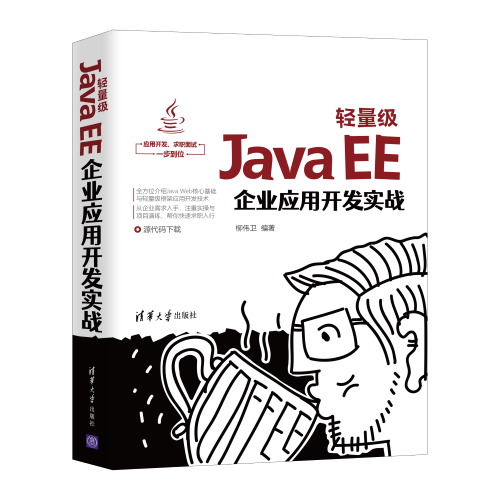 轻量级
Java EE
企业应用开发实战
清华大学出版社
应用开发、求职面试
一步到位
轻量级
Java EE
企业应用开发实战
柳伟卫 编著
全方位介绍Java Web核心基础
与轻量级框架应用开发技术
从企业需求入手，注重实操与
项目演练，帮你快速求职入行
源代码下载
清华大学出版社
COFFEE